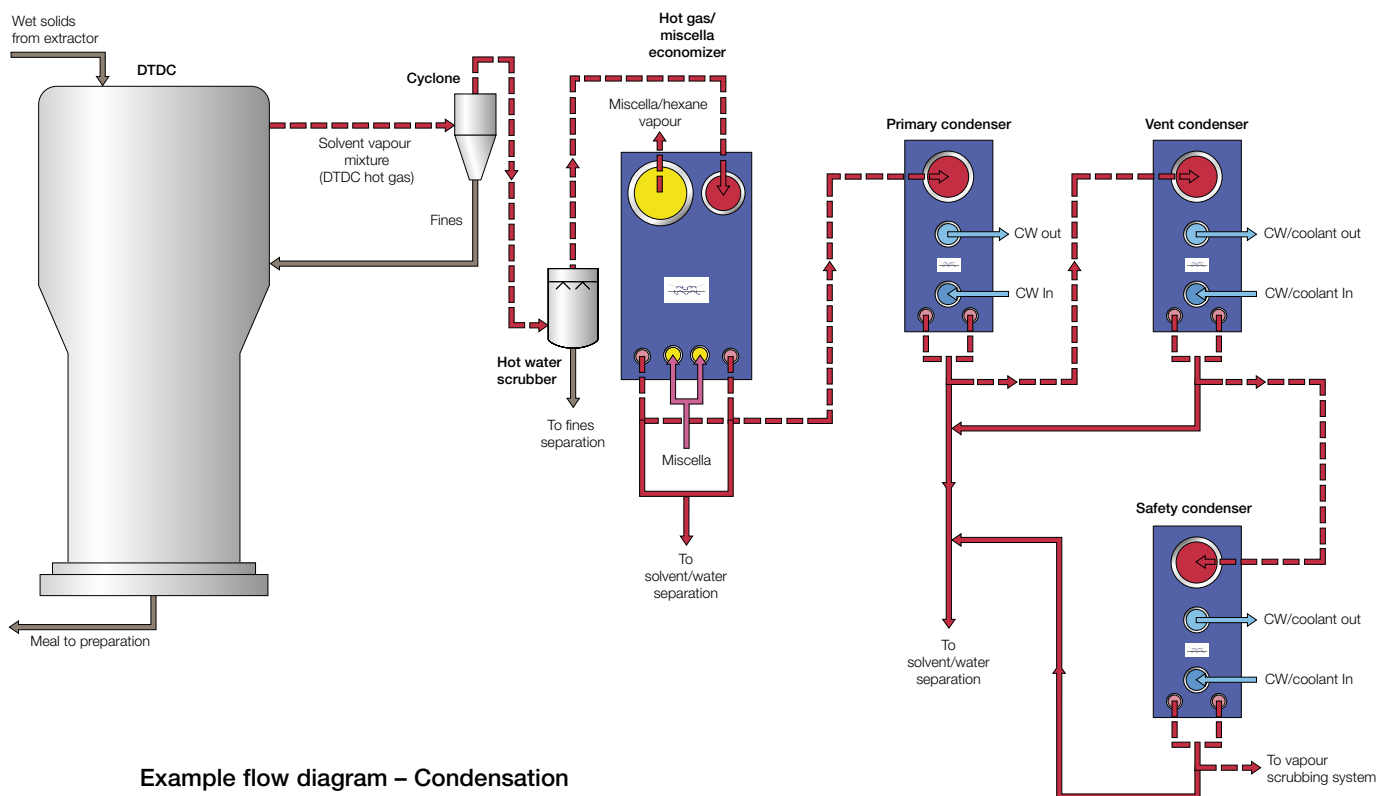 Wet solids
from extractor
DTDC
Solvent vapour
mixture
(DTDC hot gas)
Cyclone
Fines
Hot water
scrubber
To fines
separation
Hot gas/
miscella
economizer
Miscella/hexane
vapour
Miscella
To
solvent/water
separation
Primary condenser
CW out
CW In
To
solvent/water
separation
Vent condenser
CW/coolant out
CW/coolant In
Safety condenser
CW/coolant out
CW/coolant In
To vapour
scrubbing system
Meal to preparation
Example flow diagram – Condensation